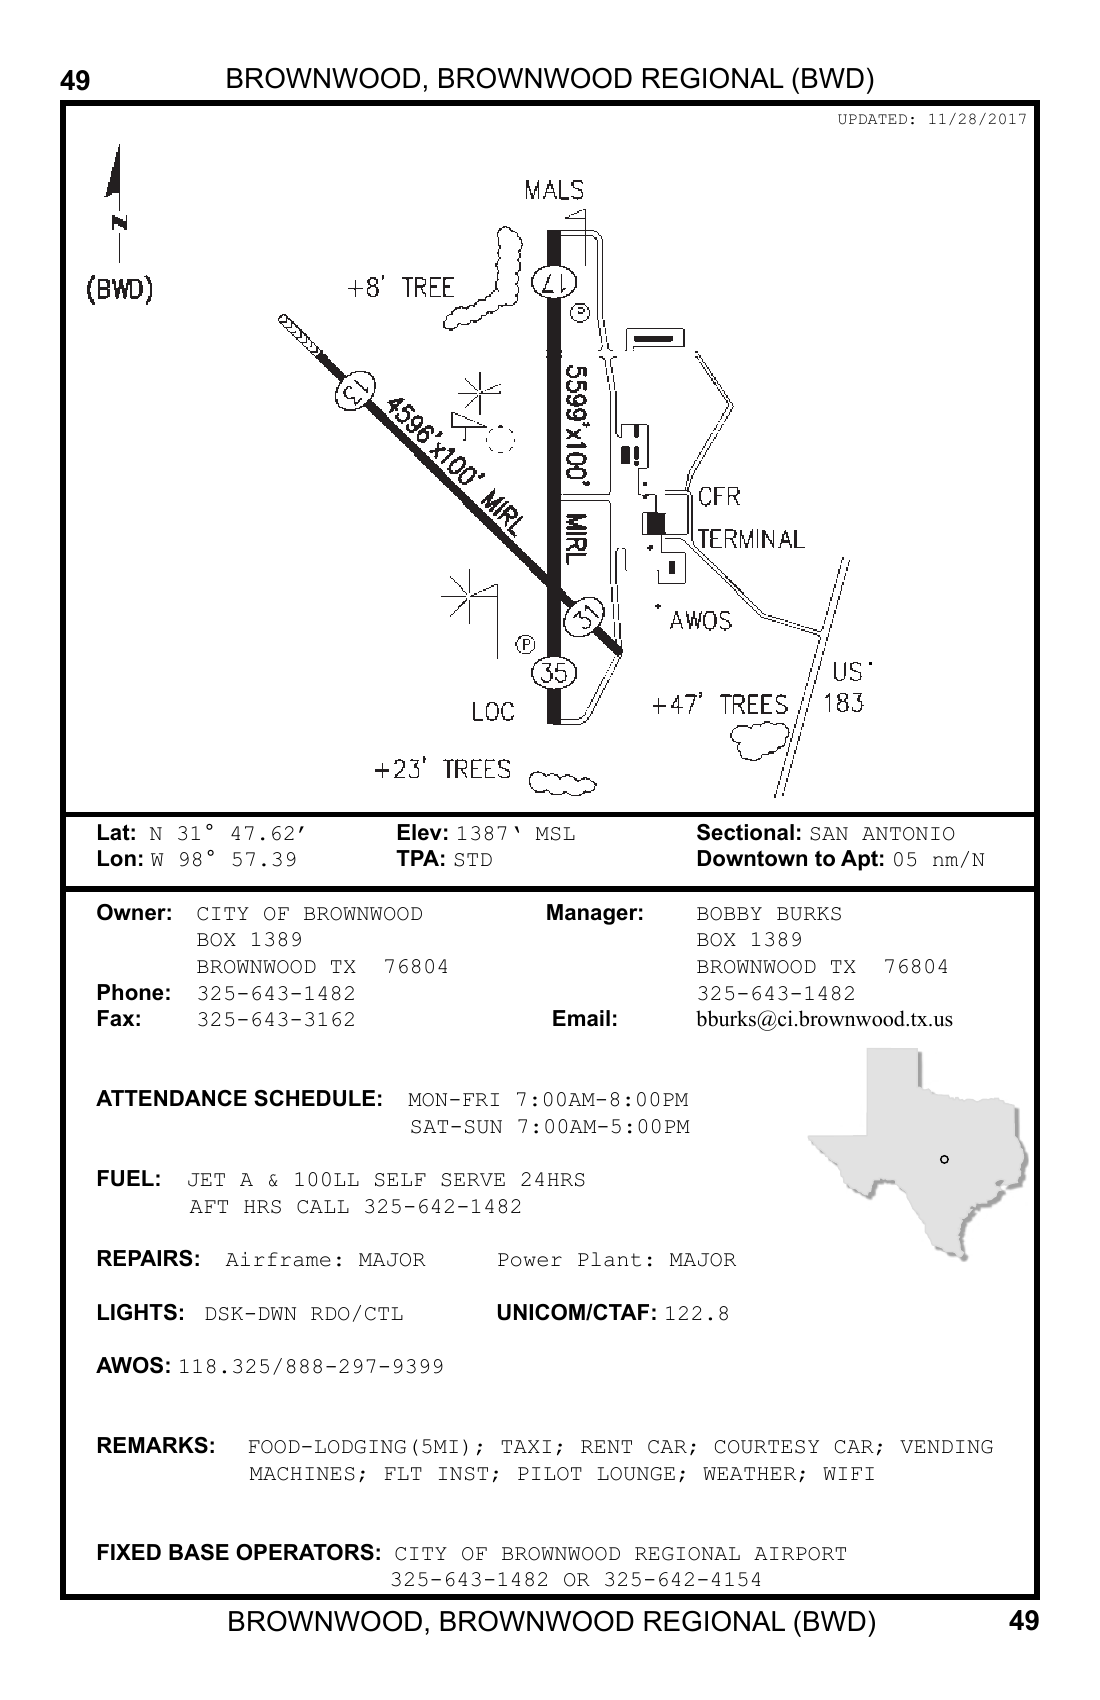 49 BROWNWOOD, BROWNWOOD REGIONAL (BWD)
UPDATED: 11/28/2017
MALS
N
(BWD)
+8' TREE
17
P
13
4596'x100' MIRL
5599'x100' MIRL
CFR
TERMINAL
31
AWOS
P
35
LOC
US
183
+47' TREES
+23' TREES
Lat: N 31° 47.62’ Elev: 1387‘ MSL Sectional: SAN ANTONIO
Lon: W 98° 57.39 TPA: STD Downtown to Apt: 05 nm/N
Owner: CITY OF BROWNWOOD Manager: BOBBY BURKS
BOX 1389 BOX 1389
BROWNWOOD TX 76804 BROWNWOOD TX 76804
Phone: 325-643-1482 325-643-1482
Fax: 325-643-3162 Email: bburks@ci.brownwood.tx.us
ATTENDANCE SCHEDULE: MON-FRI 7:00AM-8:00PM
SAT-SUN 7:00AM-5:00PM
FUEL: JET A & 100LL SELF SERVE 24HRS
AFT HRS CALL 325-642-1482
REPAIRS: Airframe: MAJOR Power Plant: MAJOR
LIGHTS: DSK-DWN RDO/CTL UNICOM/CTAF: 122.8
AWOS: 118.325/888-297-9399
REMARKS: FOOD-LODGING(5MI); TAXI; RENT CAR; COURTESY CAR; VENDING
MACHINES; FLT INST; PILOT LOUNGE; WEATHER; WIFI
FIXED BASE OPERATORS: CITY OF BROWNWOOD REGIONAL AIRPORT
325-643-1482 OR 325-642-4154
BROWNWOOD, BROWNWOOD REGIONAL (BWD) 49